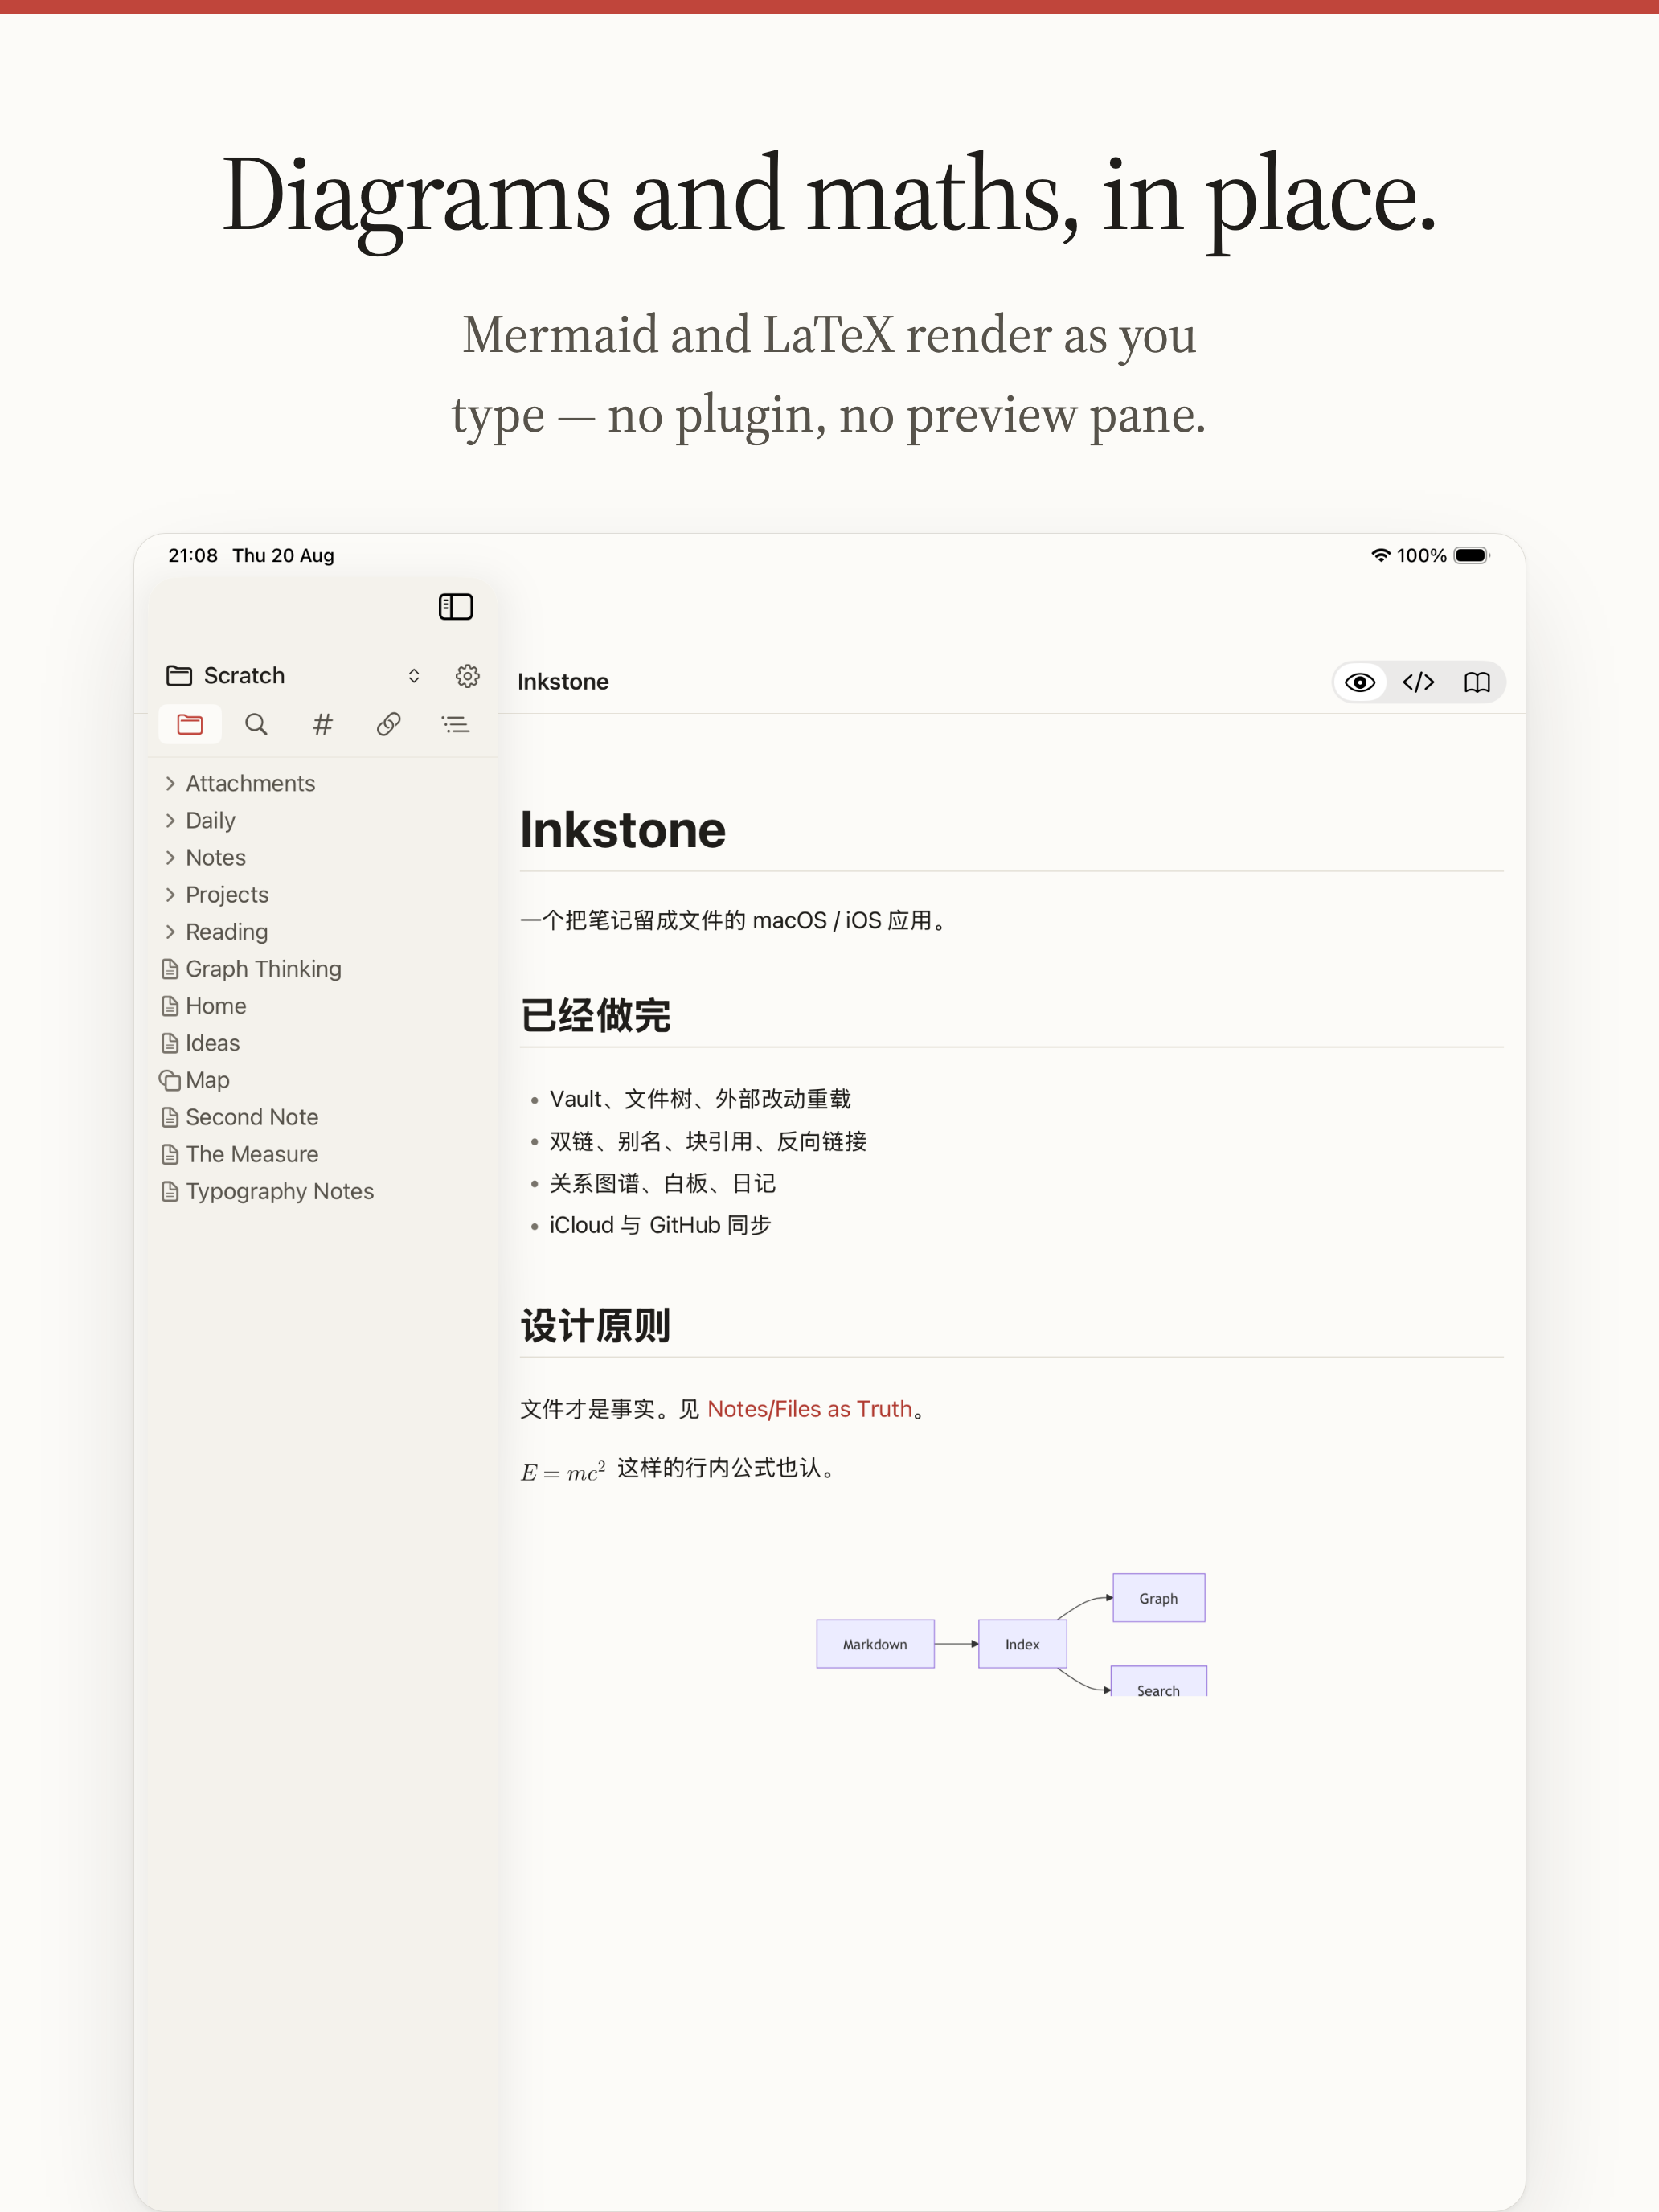 Diagrams and maths, in place.
Mermaid and LaTeX render as you
type — no plugin, no preview pane.
21:08 Thu 20 Aug
100%
Scratch
Inkstone
Attachments
Daily
Notes
Projects
Reading
Graph Thinking
Home
Ideas
Map
Second Note
The Measure
Typography Notes
Inkstone
一个把笔记留成文件的 macOS / iOS 应用。
已经做完
• Vault、文件树、外部改动重载
• 双链、别名、块引用、反向链接
• 关系图谱、白板、日记
• iCloud 与 GitHub 同步
设计原则
文件才是事实。见 Notes/Files as Truth。
E = mc² 这样的行内公式也认。
Graph
Markdown
Index
Search